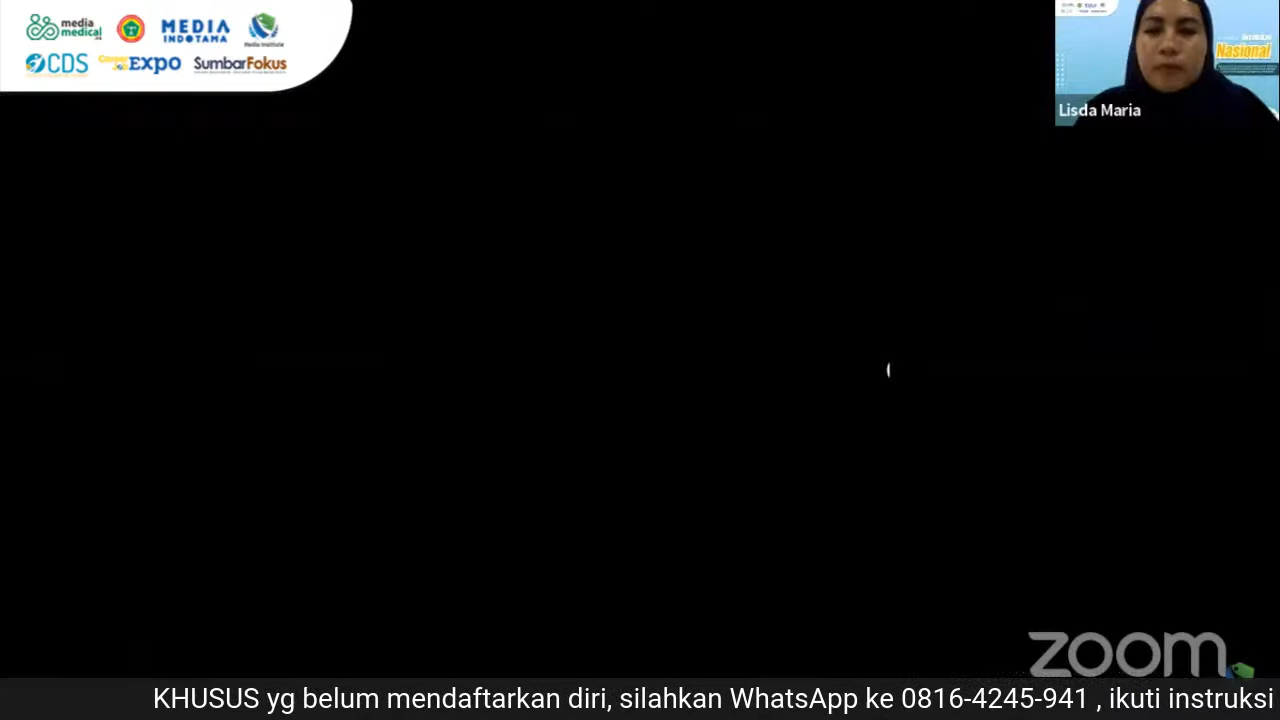 media
medical
MEDIA
INDOTAMA
Media Institute
CDS
EXPO
SumbarFokus
Nasional
Lisda Maria
zoom
KHUSUS yg belum mendaftarkan diri, silahkan WhatsApp ke 0816-4245-941 , ikuti instruksi